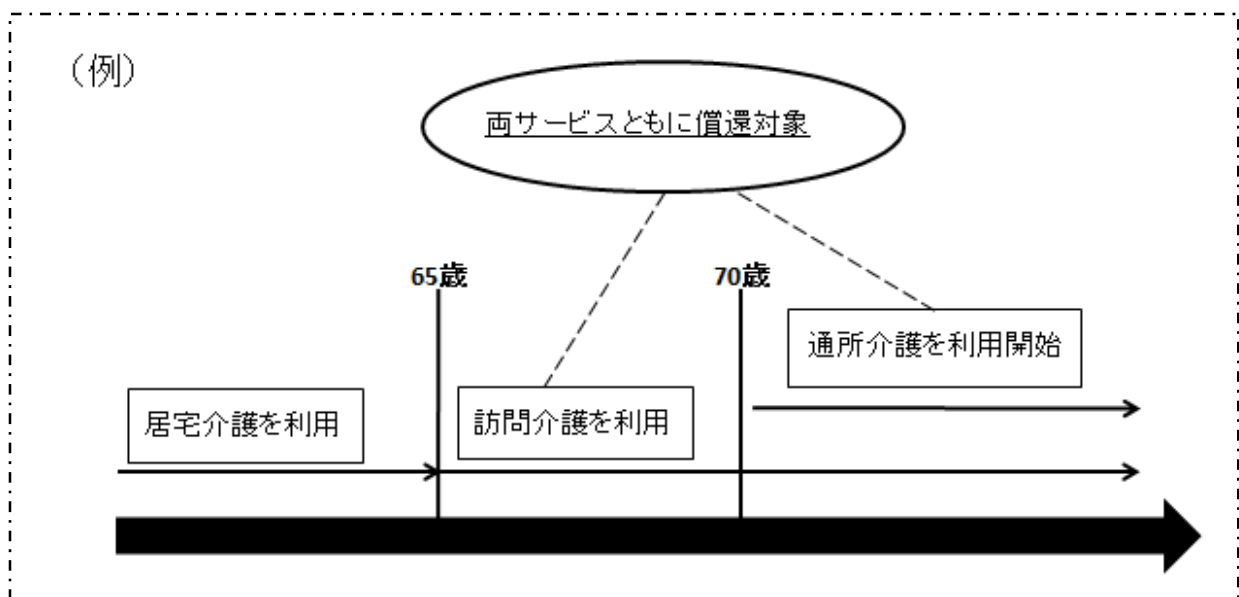 （例）
両サービスともに償還対象
65歳
70歳
通所介護を利用開始
居宅介護を利用
訪問介護を利用